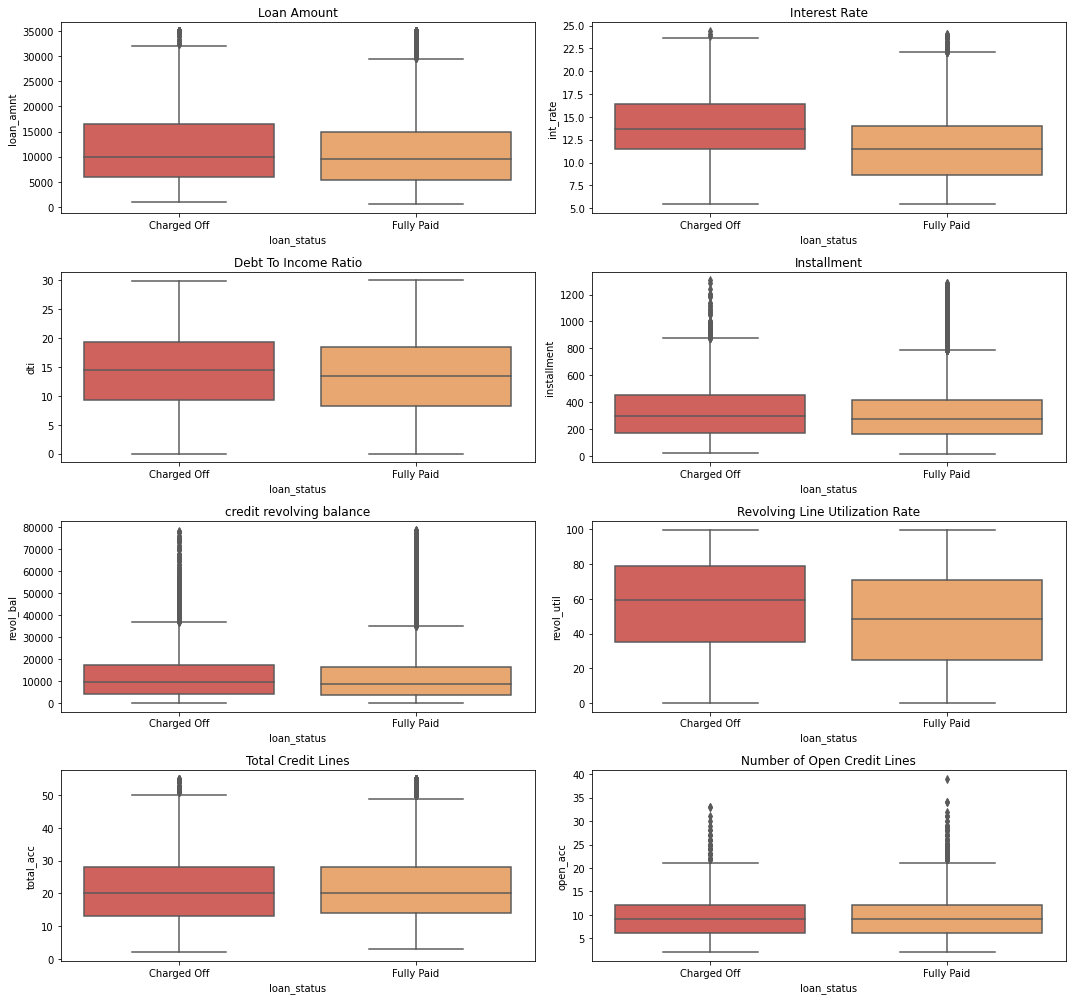 Loan Amount
35000
30000
25000
20000
15000
10000
5000
0
loan_amnt
Charged Off
Fully Paid
loan_status
Interest Rate
25.0
22.5
20.0
17.5
15.0
12.5
10.0
7.5
5.0
int_rate
Charged Off
Fully Paid
loan_status
Debt To Income Ratio
30
25
20
15
10
5
0
dti
Charged Off
Fully Paid
loan_status
Installment
1200
1000
800
600
400
200
0
installment
Charged Off
Fully Paid
loan_status
credit revolving balance
80000
70000
60000
50000
40000
30000
20000
10000
0
revol_bal
Charged Off
Fully Paid
loan_status
Revolving Line Utilization Rate
100
80
60
40
20
0
revol_util
Charged Off
Fully Paid
loan_status
Total Credit Lines
50
40
30
20
10
0
total_acc
Charged Off
Fully Paid
loan_status
Number of Open Credit Lines
40
35
30
25
20
15
10
5
open_acc
Charged Off
Fully Paid
loan_status